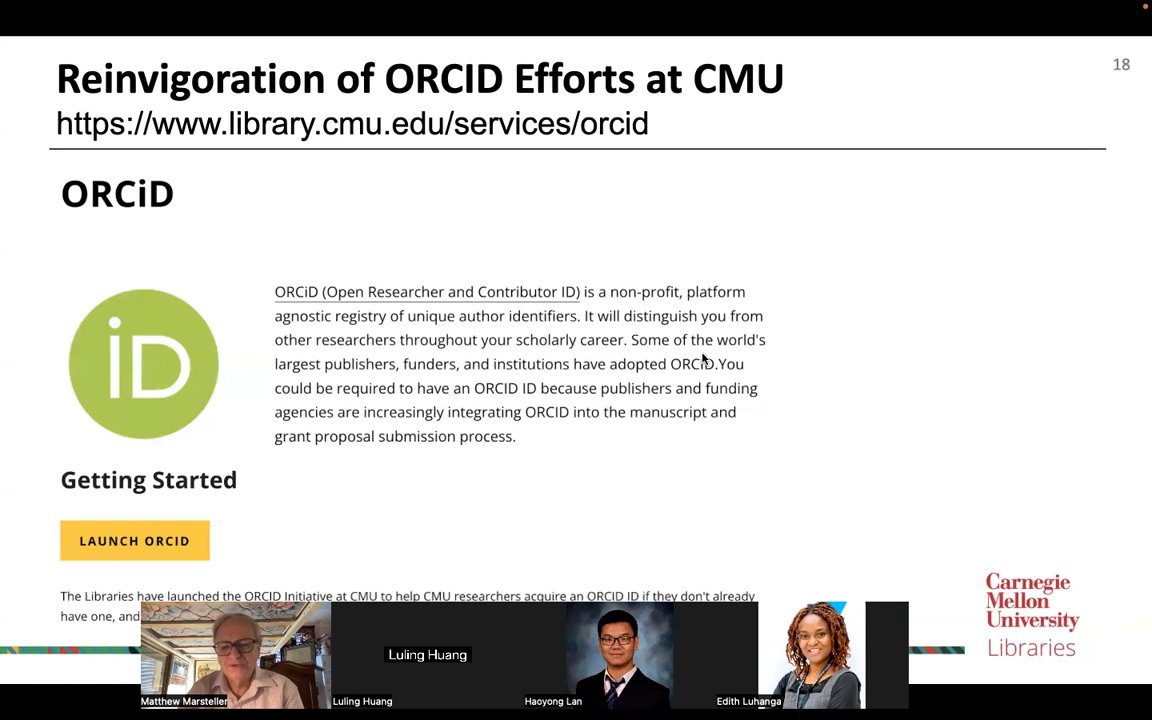 18
Reinvigoration of ORCID Efforts at CMU
https://www.library.cmu.edu/services/orcid
ORCiD
iD
ORCiD (Open Researcher and Contributor ID) is a non-profit, platform
agnostic registry of unique author identifiers. It will distinguish you from
other researchers throughout your scholarly career. Some of the world's
largest publishers, funders, and institutions have adopted ORCiD.You
could be required to have an ORCID ID because publishers and funding
agencies are increasingly integrating ORCID into the manuscript and
grant proposal submission process.
Getting Started
LAUNCH ORCID
The Libraries have launched the ORCID Initiative at CMU to help CMU researchers acquire an ORCID ID if they don't already
have one, and
Carnegie
Mellon
University
Libraries
Luling Huang
Matthew Marsteller
Luling Huang
Haoyong Lan
Edith Luhanga